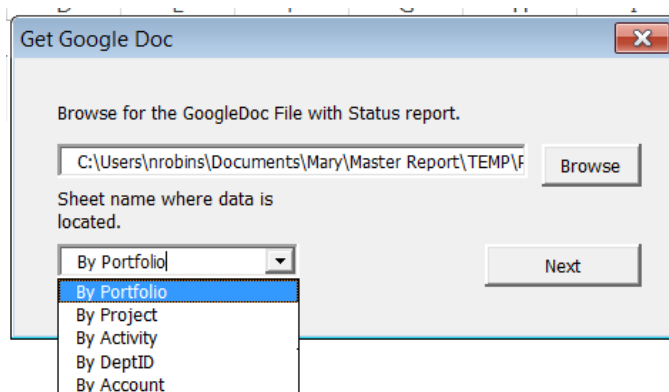 Get Google Doc
Browse for the GoogleDoc File with Status report.
C:\Users\nrobins\Documents\Mary\Master Report\TEMP\
Browse
Sheet name where data is
located.
By Portfolio
Next
By Portfolio
By Project
By Activity
By DeptID
By Account